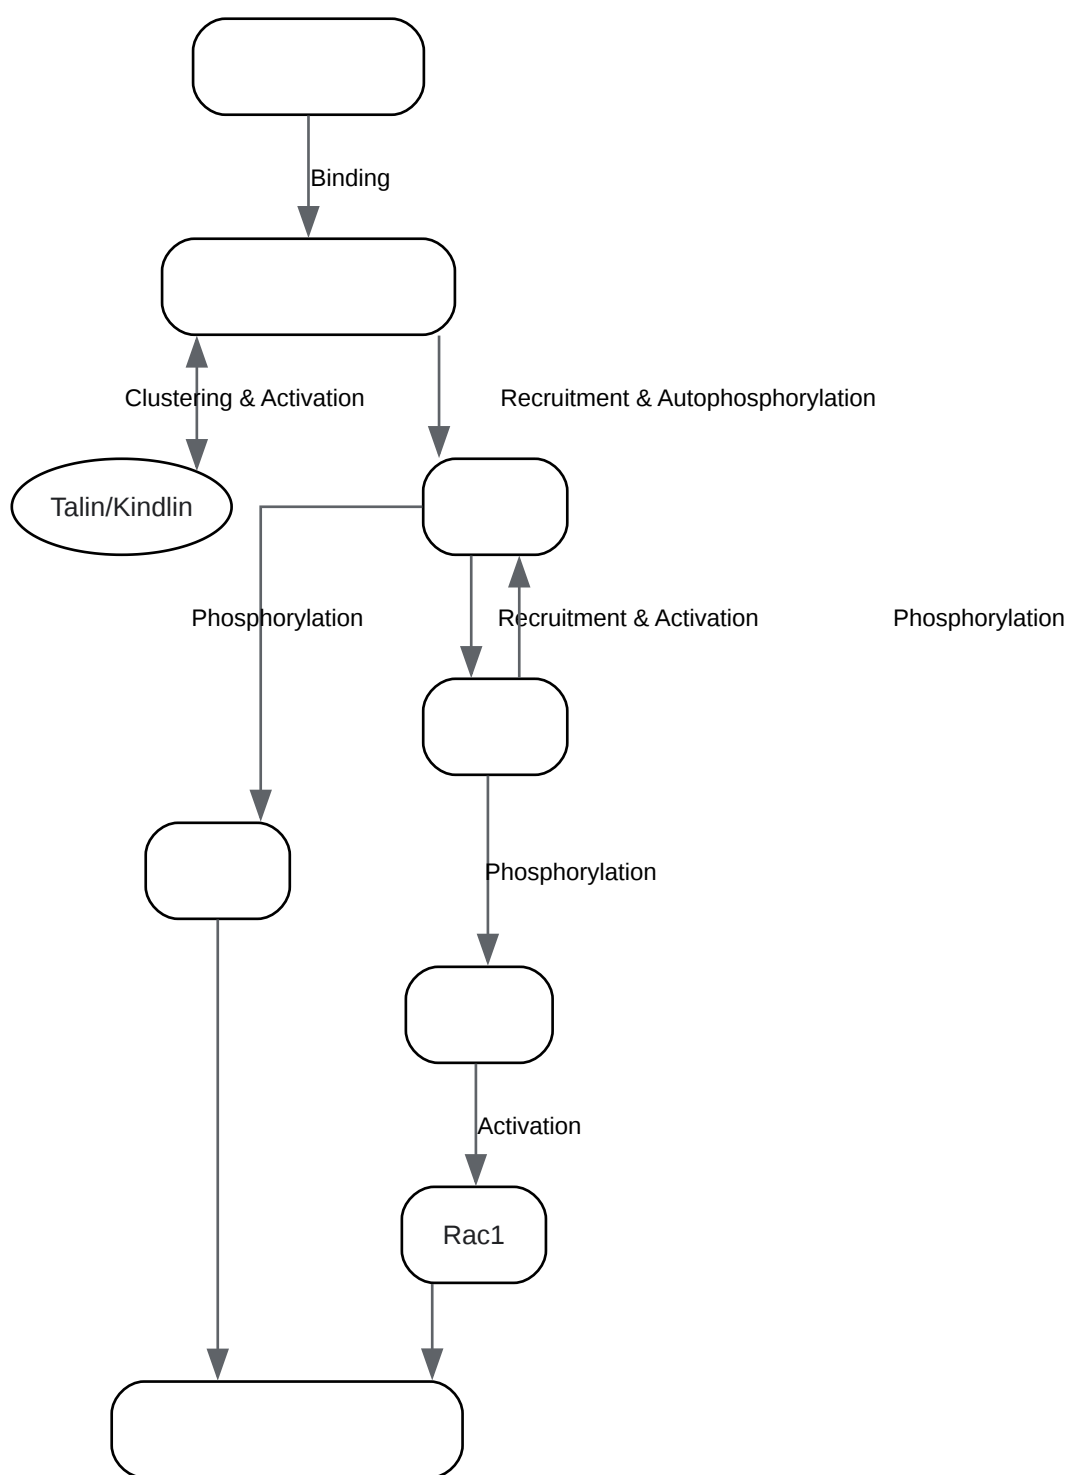 Binding
Clustering & Activation
Recruitment & Autophosphorylation
Talin/Kindlin
Phosphorylation
Recruitment & Activation
Phosphorylation
Phosphorylation
Activation
Rac1